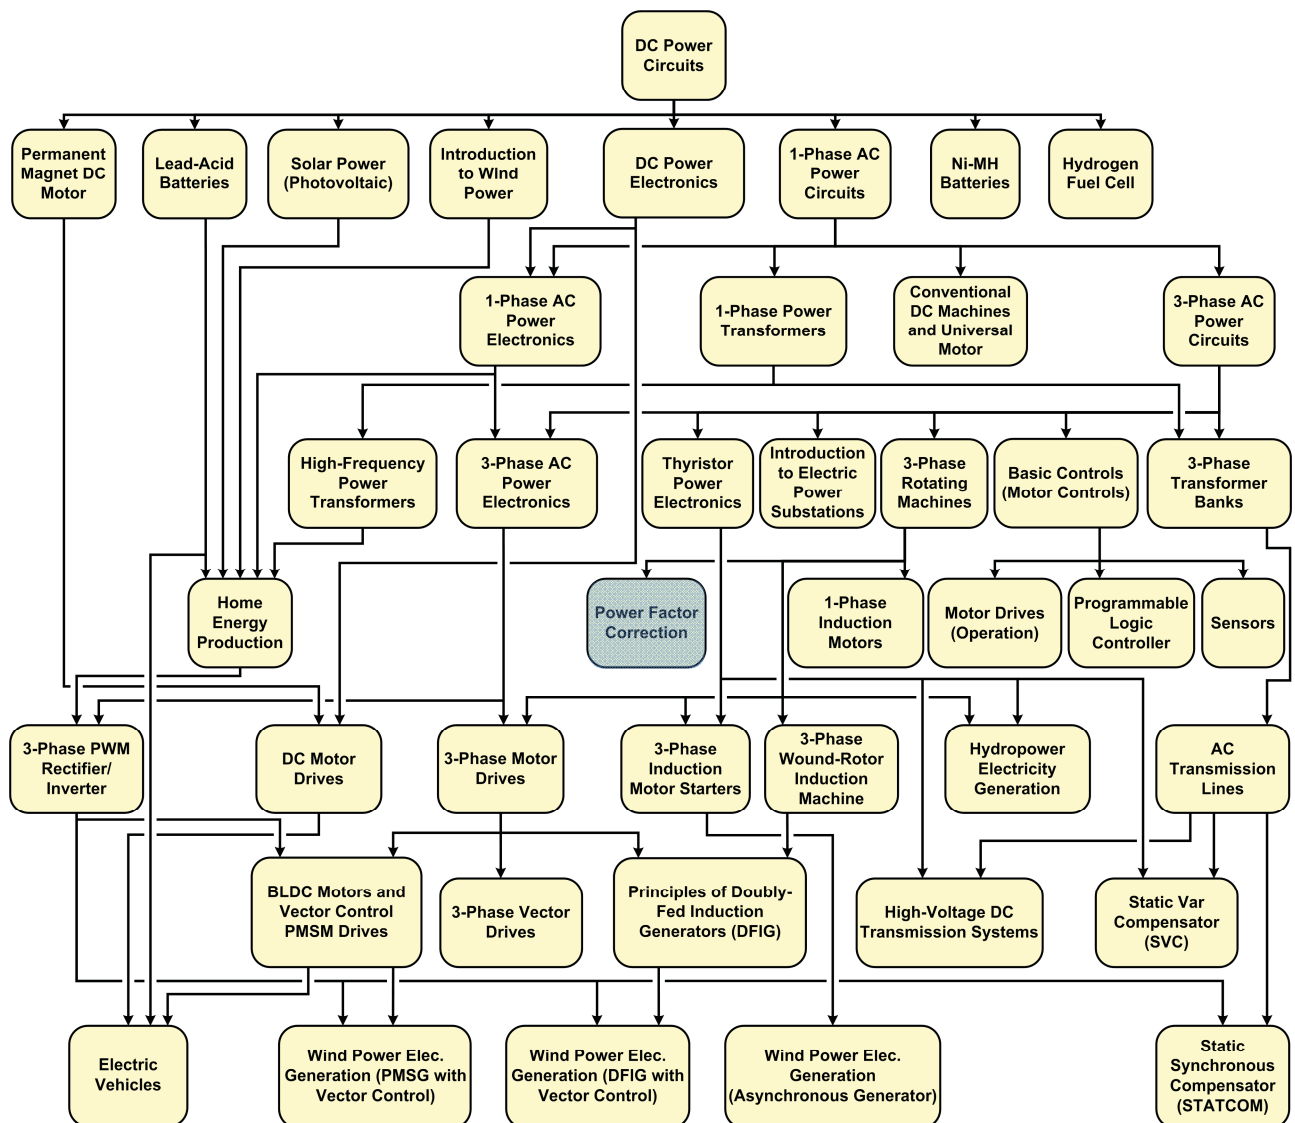 DC Power
Circuits
Permanent
Magnet DC
Motor
Lead-Acid
Batteries
Solar Power
(Photovoltaic)
Introduction
to Wind
Power
DC Power
Electronics
1-Phase AC
Power
Circuits
Ni-MH
Batteries
Hydrogen
Fuel Cell
1-Phase AC
Power
Electronics
1-Phase Power
Transformers
Conventional
DC Machines
and Universal
Motor
3-Phase AC
Power
Circuits
High-Frequency
Power
Transformers
3-Phase AC
Power
Electronics
Thyristor
Power
Electronics
Introduction
to Electric
Power
Substations
3-Phase
Rotating
Machines
Basic Controls
(Motor Controls)
3-Phase
Transformer
Banks
Home
Energy
Production
Power Factor
Correction
1-Phase
Induction
Motors
Motor Drives
(Operation)
Programmable
Logic
Controller
Sensors
3-Phase PWM
Rectifier/
Inverter
DC Motor
Drives
3-Phase Motor
Drives
3-Phase
Induction
Motor Starters
3-Phase
Wound-Rotor
Induction
Machine
Hydropower
Electricity
Generation
AC
Transmission
Lines
BLDC Motors and
Vector Control
PMSM Drives
3-Phase Vector
Drives
Principles of Doubly-
Fed Induction
Generators (DFIG)
High-Voltage DC
Transmission Systems
Static Var
Compensator
(SVC)
Electric
Vehicles
Wind Power Elec.
Generation (PMSG with
Vector Control)
Wind Power Elec.
Generation (DFIG with
Vector Control)
Wind Power Elec.
Generation
(Asynchronous Generator)
Static
Synchronous
Compensator
(STATCOM)